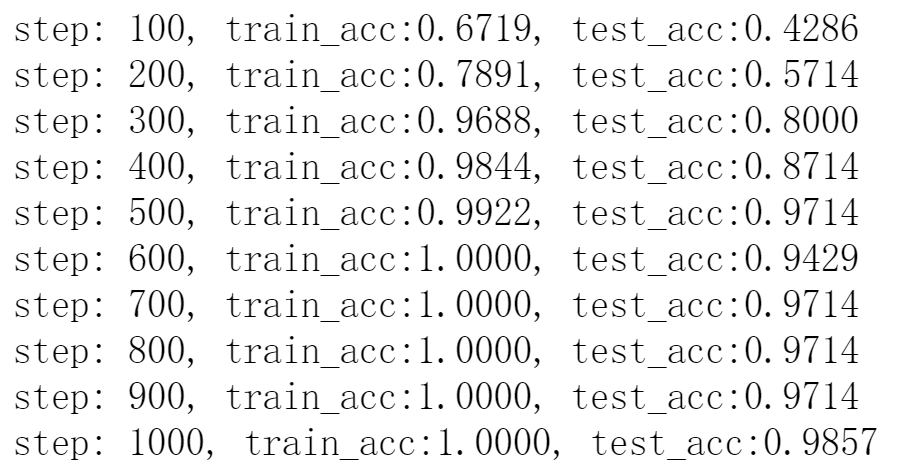 step: 100, train_acc:0.6719, test_acc:0.4286
step: 200, train_acc:0.7891, test_acc:0.5714
step: 300, train_acc:0.9688, test_acc:0.8000
step: 400, train_acc:0.9844, test_acc:0.8714
step: 500, train_acc:0.9922, test_acc:0.9714
step: 600, train_acc:1.0000, test_acc:0.9429
step: 700, train_acc:1.0000, test_acc:0.9714
step: 800, train_acc:1.0000, test_acc:0.9714
step: 900, train_acc:1.0000, test_acc:0.9714
step: 1000, train_acc:1.0000, test_acc:0.9857